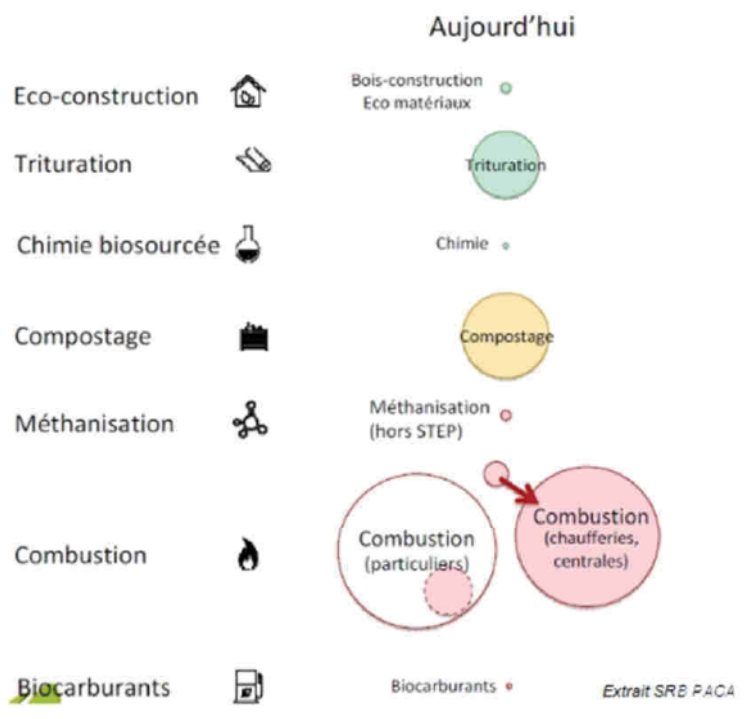 Aujourd'hui
Eco-construction
Bois-construction
Eco matériaux
Trituration
Trituration
Chimie biosourcée
Chimie
Compostage
Compostage
Méthanisation
Méthanisation
(hors STEP)
Combustion
Combustion
(particuliers)
Combustion
(chaufferies,
centrales)
Biocarburants
Biocarburants
Extrait SRB PACA